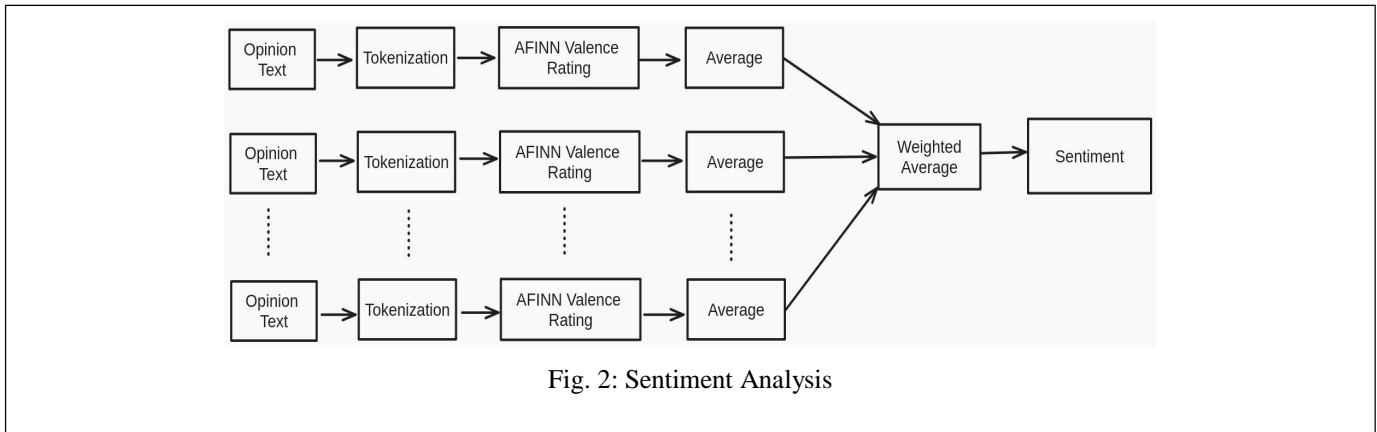 Opinion
Text
Tokenization
AFINN Valence
Rating
Average
Opinion
Text
Tokenization
AFINN Valence
Rating
Average
Weighted
Average
Sentiment
Opinion
Text
Tokenization
AFINN Valence
Rating
Average
Fig. 2: Sentiment Analysis